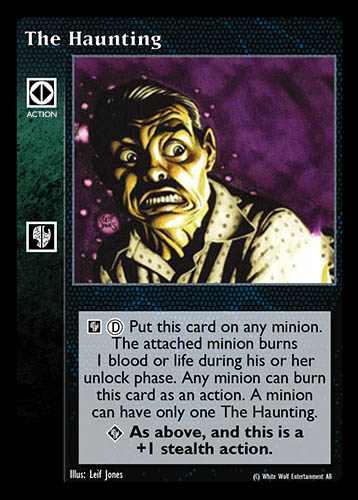 The Haunting
ACTION
D Put this card on any minion.
The attached minion burns
1 blood or life during his or her
unlock phase. Any minion can burn
this card as an action. A minion
can have only one The Haunting.
As above, and this is a
+1 stealth action.
Illus: Leif Jones
(C) White Wolf Entertainment AB